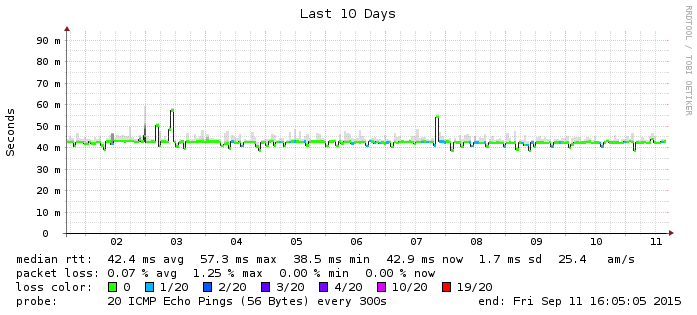 Last 10 Days
RRDTOOL / TOBI OETIKER
90 m
80 m
70 m
60 m
50 m
40 m
30 m
20 m
10 m
0
Seconds
02 03 04 05 06 07 08 09 10 11
median rtt: 42.4 ms avg 57.3 ms max 38.5 ms min 42.9 ms now 1.7 ms sd 25.4 am/s
packet loss: 0.07 % avg 1.25 % max 0.00 % min 0.00 % now
loss color: 0 1/20 2/20 3/20 4/20 10/20 19/20
probe: 20 ICMP Echo Pings (56 Bytes) every 300s end: Fri Sep 11 16:05:05 2015